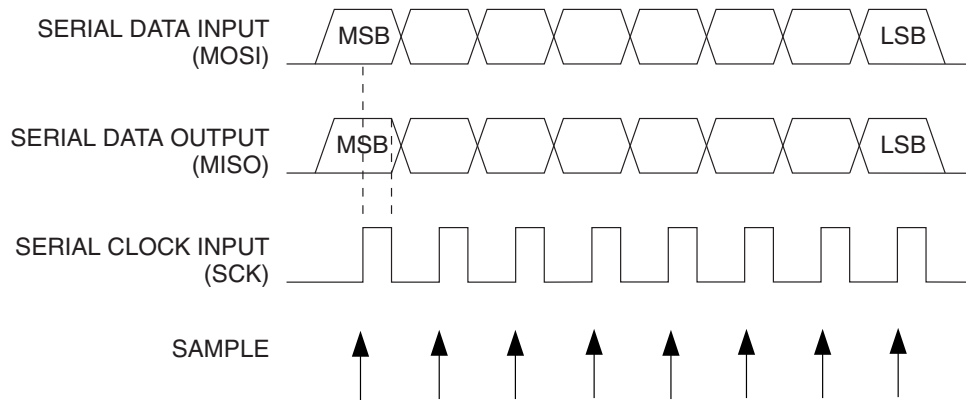 SERIAL DATA INPUT
(MOSI)
MSB
LSB
SERIAL DATA OUTPUT
(MISO)
MSB
LSB
SERIAL CLOCK INPUT
(SCK)
SAMPLE